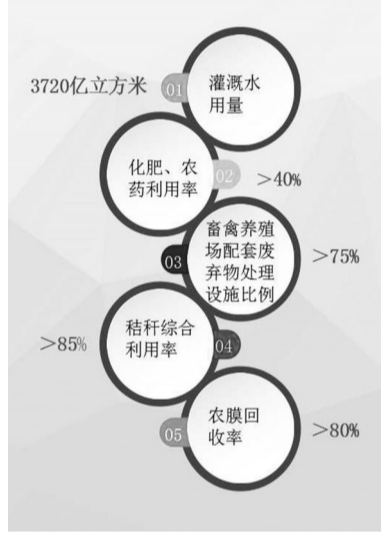 3720亿立方米
01
灌溉水
用量
化肥、农
药利用率
02
>40%
03
畜禽养殖
场配套废
弃物处理
设施比例
>75%
>85%
秸秆综合
利用率
04
05
农膜回
收率
>80%